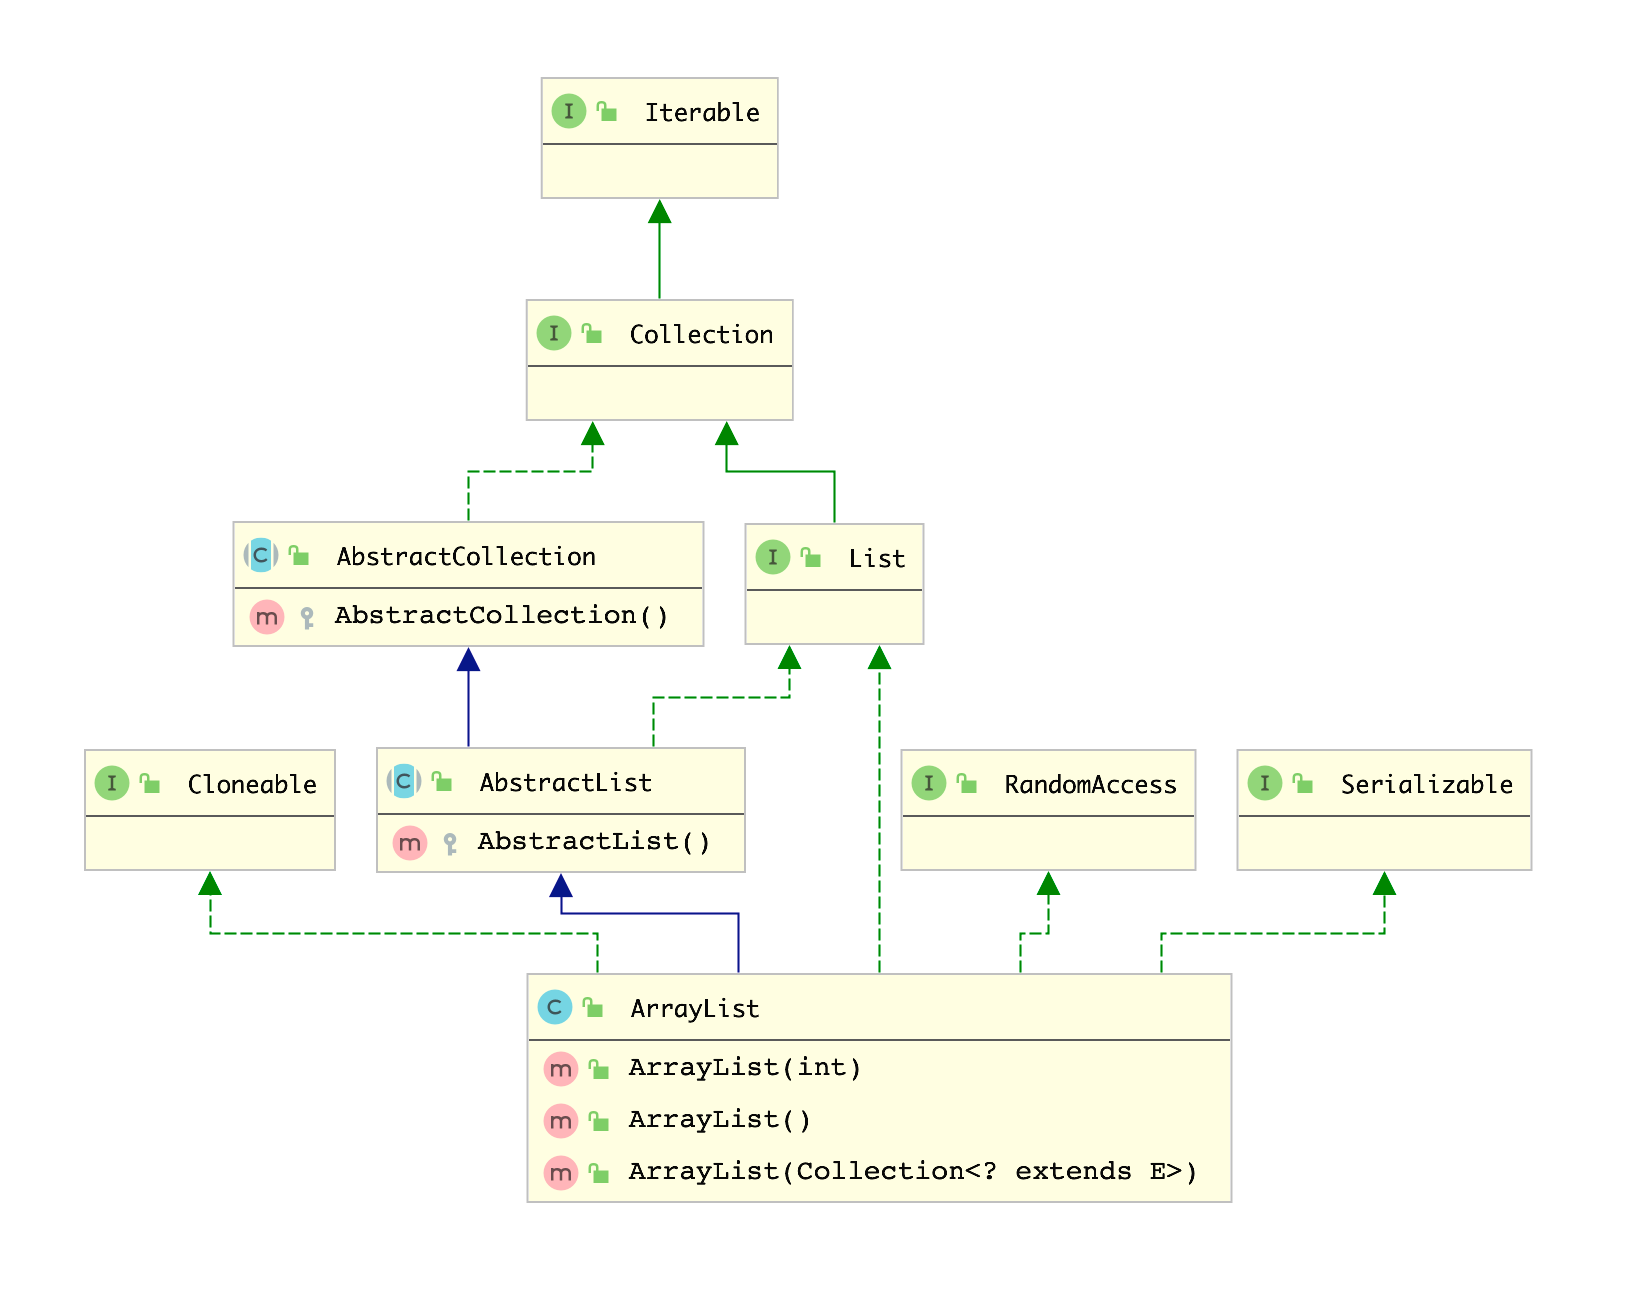 I Iterable
I Collection
C AbstractCollection
m AbstractCollection()
I List
I Cloneable
C AbstractList
m AbstractList()
I RandomAccess
I Serializable
C ArrayList
m ArrayList(int)
m ArrayList()
m ArrayList(Collection<? extends E>)